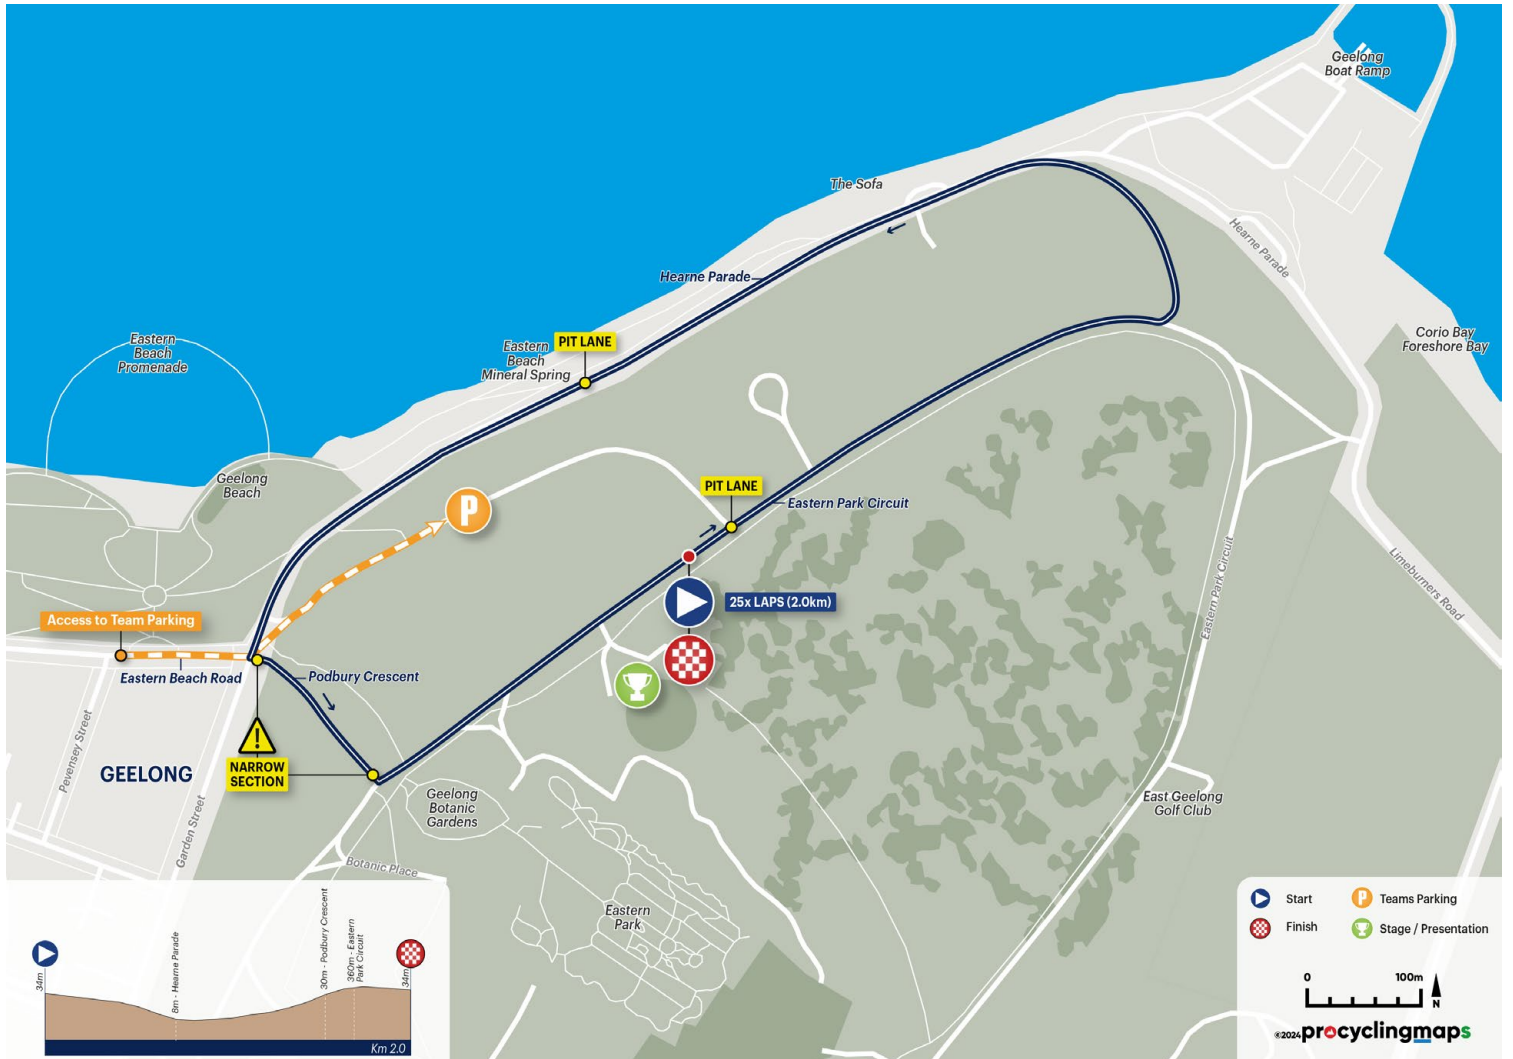 Geelong
Boat Ramp
The Sofa
Hearne Parade
Hearne Parade
Eastern
Beach
Promenade
Eastern
Beach
Mineral Spring
PIT LANE
Corio Bay
Foreshore Bay
Geelong
Beach
PIT LANE
Eastern Park Circuit
Eastern Park Circuit
Limeburners Road
P
25x LAPS (2.0km)
Access to Team Parking
Eastern Beach Road
Podbury Crescent
Pevensey Street
GEELONG
!
NARROW
SECTION
Garden Street
Geelong
Botanic
Gardens
East Geelong
Golf Club
Botanic Place
Eastern
Park
34m
8m - Hearne Parade
30m - Podbury Crescent
360m - Eastern
Park Circuit
34m
Km 2.0
Start
P Teams Parking
Finish
Stage / Presentation
0 100m
N
©2024 procyclingmaps